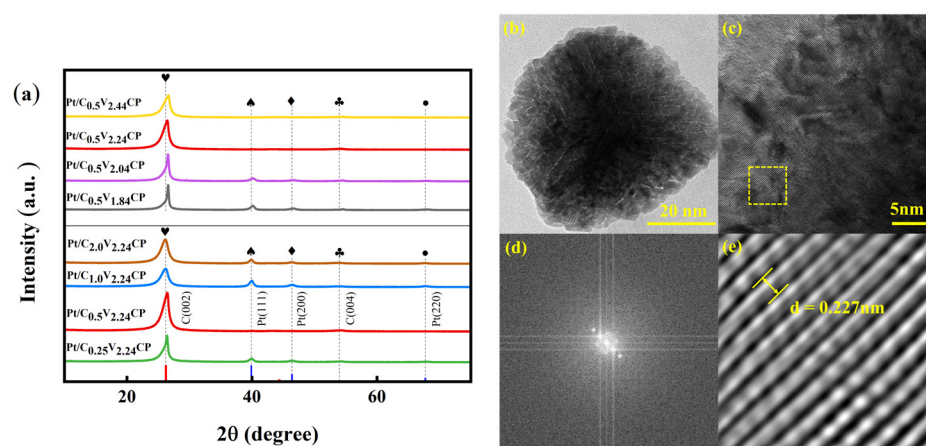 (a)
Intensity (a.u.)
Pt/C0.5V2.44CP
Pt/C0.5V2.24CP
Pt/C0.5V2.04CP
Pt/C0.5V1.84CP
Pt/C2.0V2.24CP
Pt/C1.0V2.24CP
Pt/C0.5V2.24CP
Pt/C0.25V2.24CP
C(002)
Pt(111)
Pt(200)
C(004)
Pt(220)
20 40 60
2θ (degree)
(b)
20 nm
(c)
5nm
(d)
(e)
d = 0.227nm